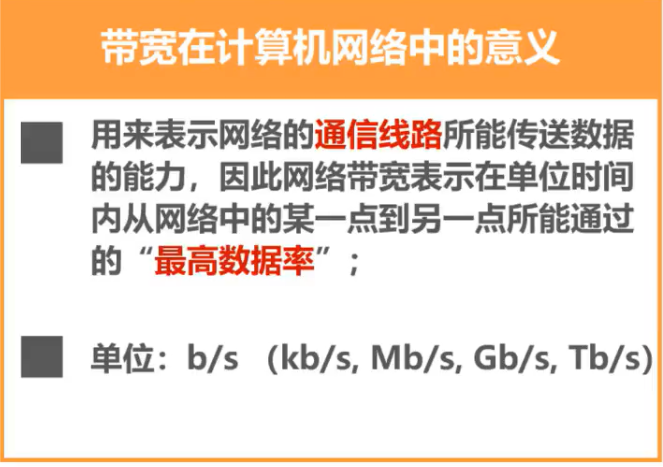 带宽在计算机网络中的意义
用来表示网络的通信线路所能传送数据
的能力，因此网络带宽表示在单位时间
内从网络中的某一点到另一点所能通过
的“最高数据率”；
单位：b/s （kb/s, Mb/s, Gb/s, Tb/s）